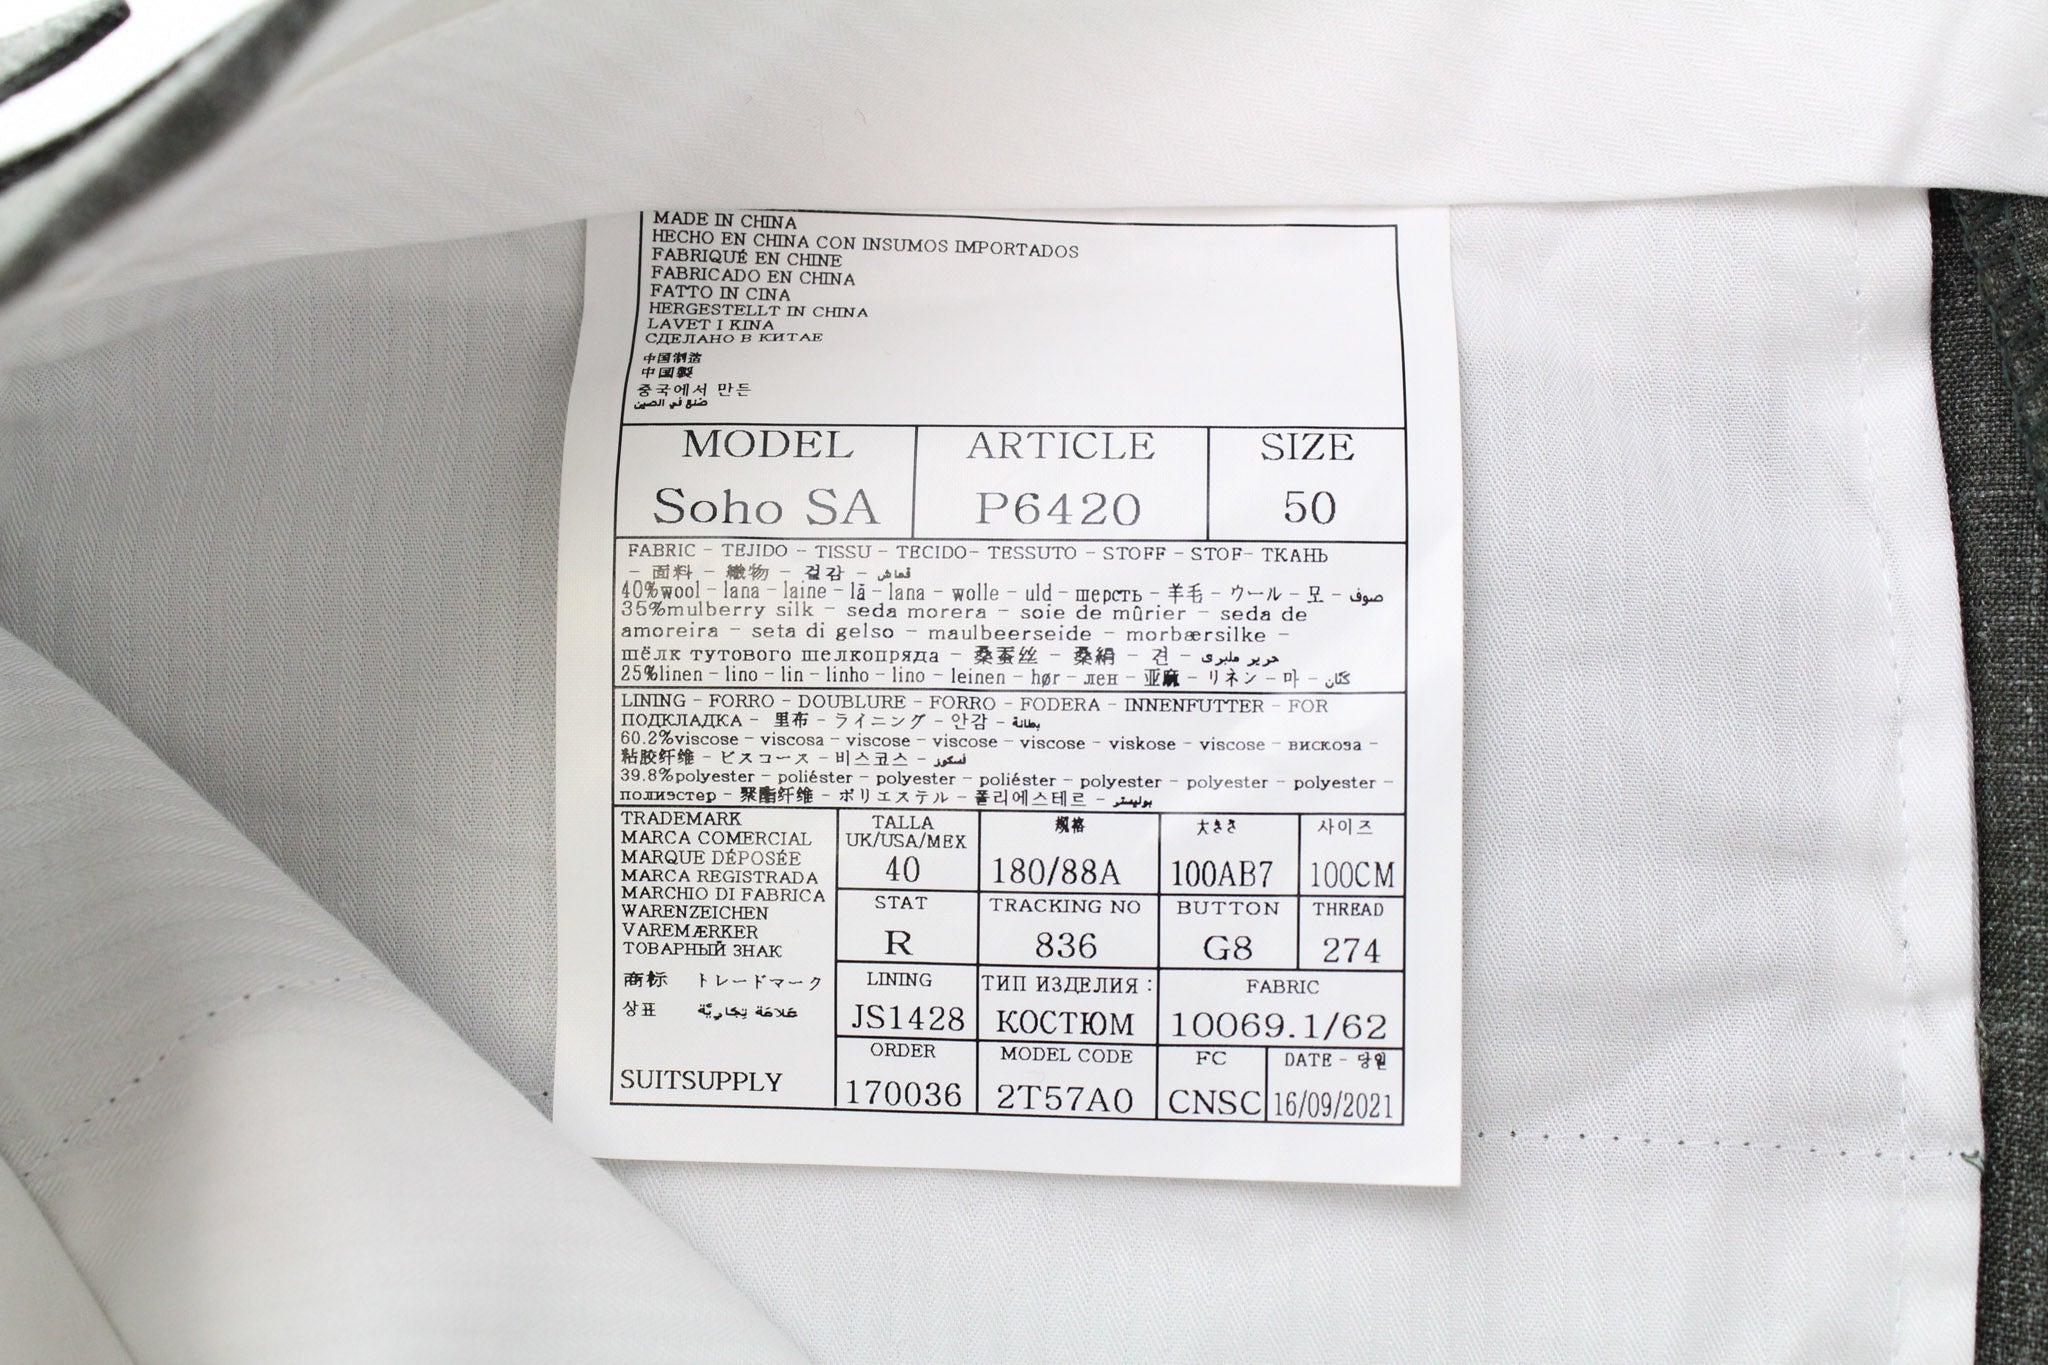 MADE IN CHINA
HECHO EN CHINA CON INSUMOS IMPORTADOS
FABRIQUÉ EN CHINE
FABRICADO EN CHINA
FATTO IN CINA
HERGESTELLT IN CHINA
LAVET I KINA
СДЕЛАНО В КИТАЕ
中国制造
中国製
중국에서 만든
صنع في الصين
MODEL ARTICLE SIZE
Soho SA P6420 50
FABRIC - TEJIDO - TISSU - TECIDO- TESSUTO - STOFF - STOF- ТКАНЬ
- 面料 - 織物 - 겉감 - قماش
40%wool - lana - laine - lã - lana - wolle - uld - шерсть - 羊毛 - ウール - 모 - صوف
35%mulberry silk - seda morera - soie de mûrier - seda de
amoreira - seta di gelso - maulbeerseide - morbærsilke -
шёлк тутового шелкопряда - 桑蚕丝 - 桑絹 - 견 - حرير ملبرى
25%linen - lino - lin - linho - lino - leinen - hør - лен - 亚麻 - リネン - 마 - كتّان
LINING - FORRO - DOUBLURE - FORRO - FODERA - INNENFUTTER - FOR
ПОДКЛАДКА - 里布 - ライニング - 안감 - بطانة
60.2%viscose - viscosa - viscose - viscose - viscose - viskose - viscose - вискоза -
粘胶纤维 - ビスコース - 비스코스 - فسكوز
39.8%polyester - poliéster - polyester - poliéster - polyester - polyester - polyester -
полиэстер - 聚酯纤维 - ポリエステル - 폴리에스테르 - بوليستر
TRADEMARK
MARCA COMERCIAL
MARQUE DÉPOSÉE
MARCA REGISTRADA
MARCHIO DI FABRICA
WARENZEICHEN
VAREMÆRKER
ТОВАРНЫЙ ЗНАК
商标 トレードマーク
상표 علامة تجاريّة
SUITSUPPLY
TALLA 规格 大きさ 사이즈
UK/USA/MEX
40 180/88A 100AB7 100CM
STAT TRACKING NO BUTTON THREAD
R 836 G8 274
LINING ТИП ИЗДЕЛИЯ: FABRIC
JS1428 КОСТЮМ 10069.1/62
ORDER MODEL CODE FC DATE -
170036 2T57A0 CNSC 16/09/2021